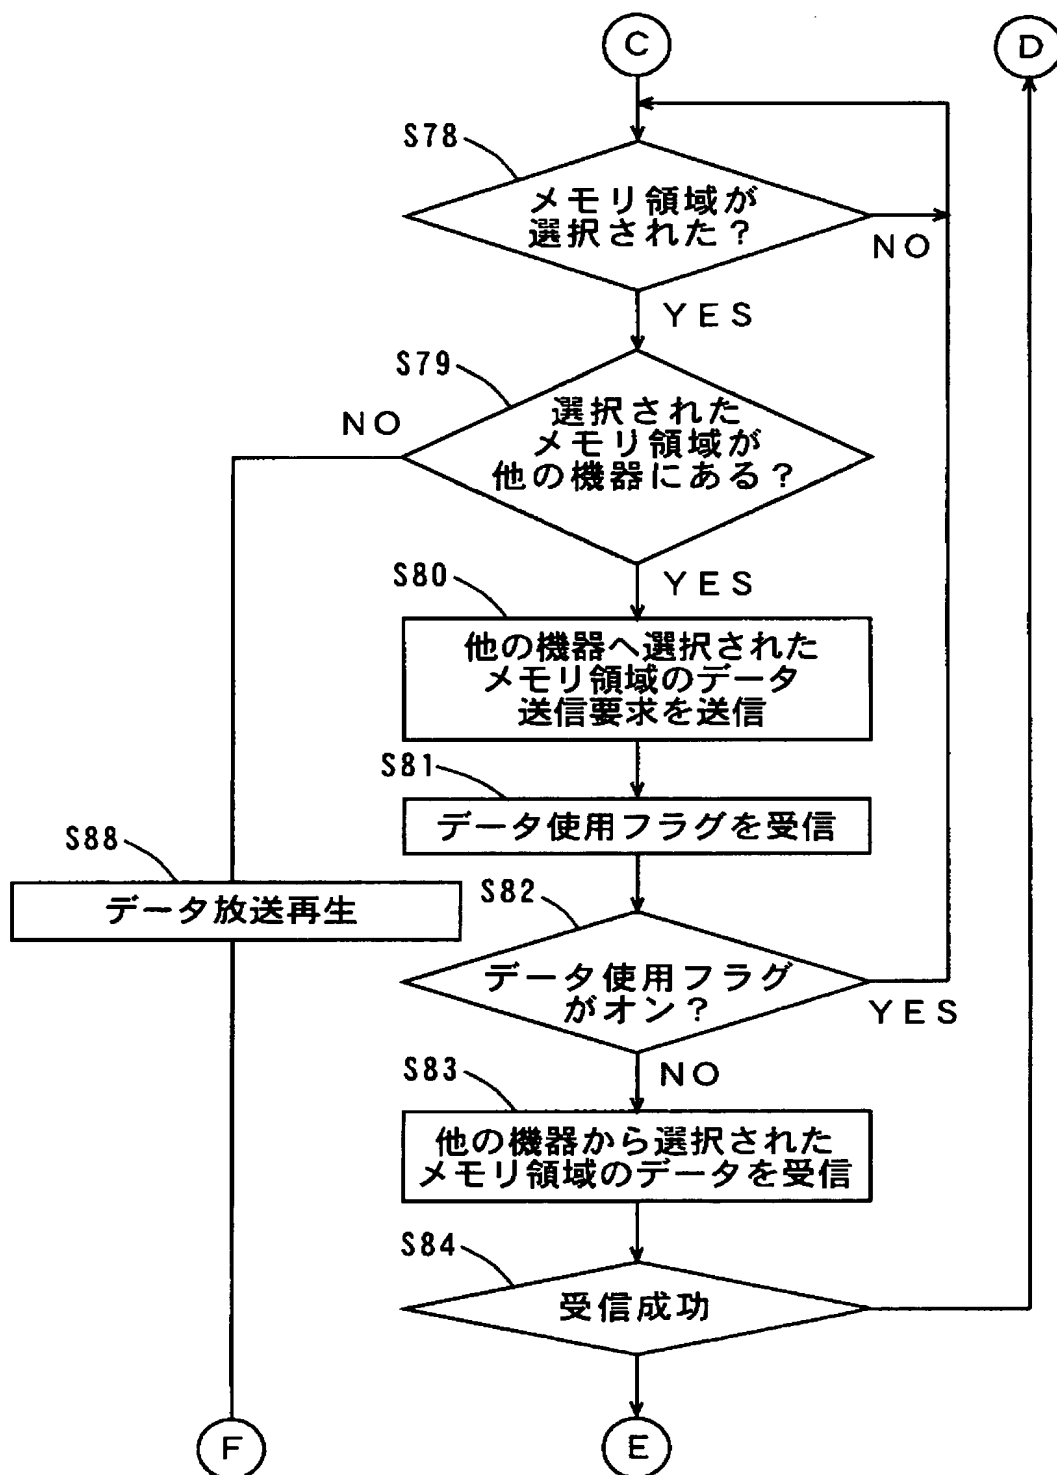 C
D
S78
メモリ領域が
選択された？
NO
YES
S79
選択された
メモリ領域が
他の機器にある？
NO
YES
S80
他の機器へ選択された
メモリ領域のデータ
送信要求を送信
S81
データ使用フラグを受信
S88
データ放送再生
S82
データ使用フラグ
がオン？
YES
NO
S83
他の機器から選択された
メモリ領域のデータを受信
S84
受信成功
F
E